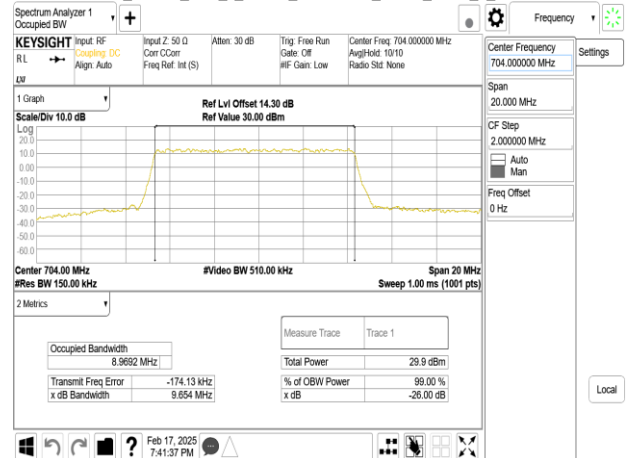 Spectrum Analyzer 1
Occupied BW
Frequency
KEYSIGHT
RL
Input: RF
Coupling: DC
Align: Auto
Input Z: 50 Ω
Corr CCorr
Freq Ref: Int (S)
Atten: 30 dB
Trig: Free Run
Gate: Off
#IF Gain: Low
Center Freq: 704.000000 MHz
Avg|Hold: 10/10
Radio Std: None
LXI
Center Frequency
704.000000 MHz
Settings
Span
20.000 MHz
CF Step
2.000000 MHz
Auto
Man
Freq Offset
0 Hz
1 Graph
Scale/Div 10.0 dB
Ref Lvl Offset 14.30 dB
Ref Value 30.00 dBm
Log
20.0
10.0
0.00
-10.0
-20.0
-30.0
-40.0
-50.0
-60.0
Center 704.00 MHz
#Video BW 510.00 kHz
Span 20 MHz
#Res BW 150.00 kHz
Sweep 1.00 ms (1001 pts)
2 Metrics
Measure Trace
Trace 1
Occupied Bandwidth
8.9692 MHz
Total Power
29.9 dBm
Transmit Freq Error
-174.13 kHz
% of OBW Power
99.00 %
x dB Bandwidth
9.654 MHz
x dB
-26.00 dB
Local
?
Feb 17, 2025
7:41:37 PM